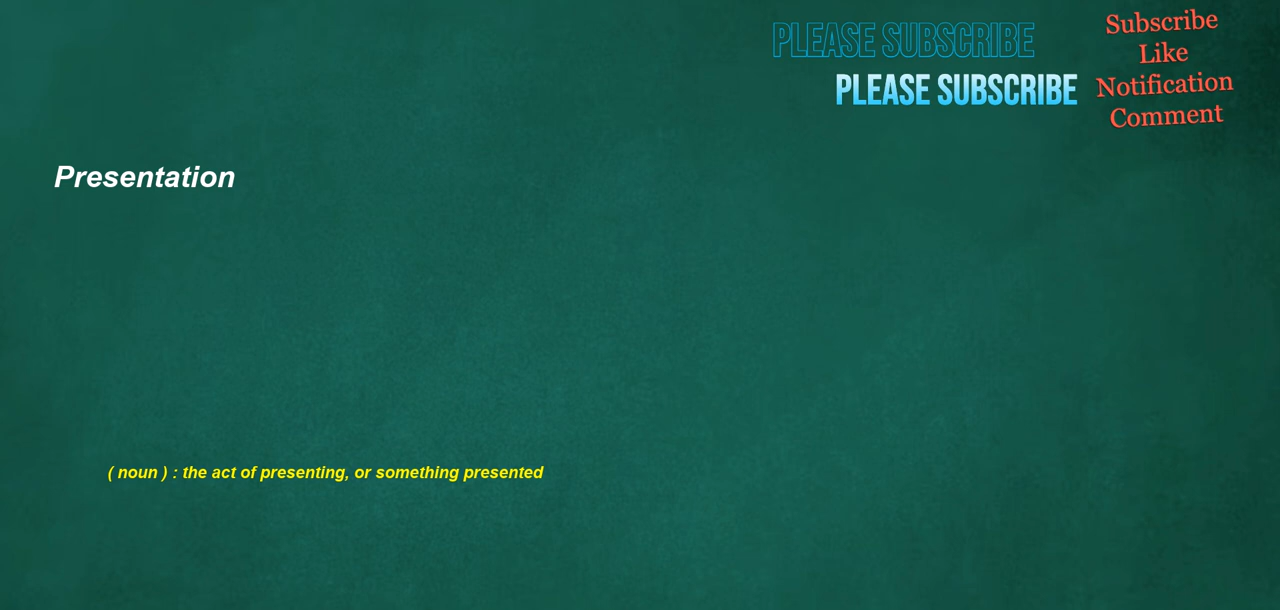 PLEASE SUBSCRIBE
PLEASE SUBSCRIBE
Subscribe
Like
Notification
Comment
Presentation
( noun ) : the act of presenting, or something presented